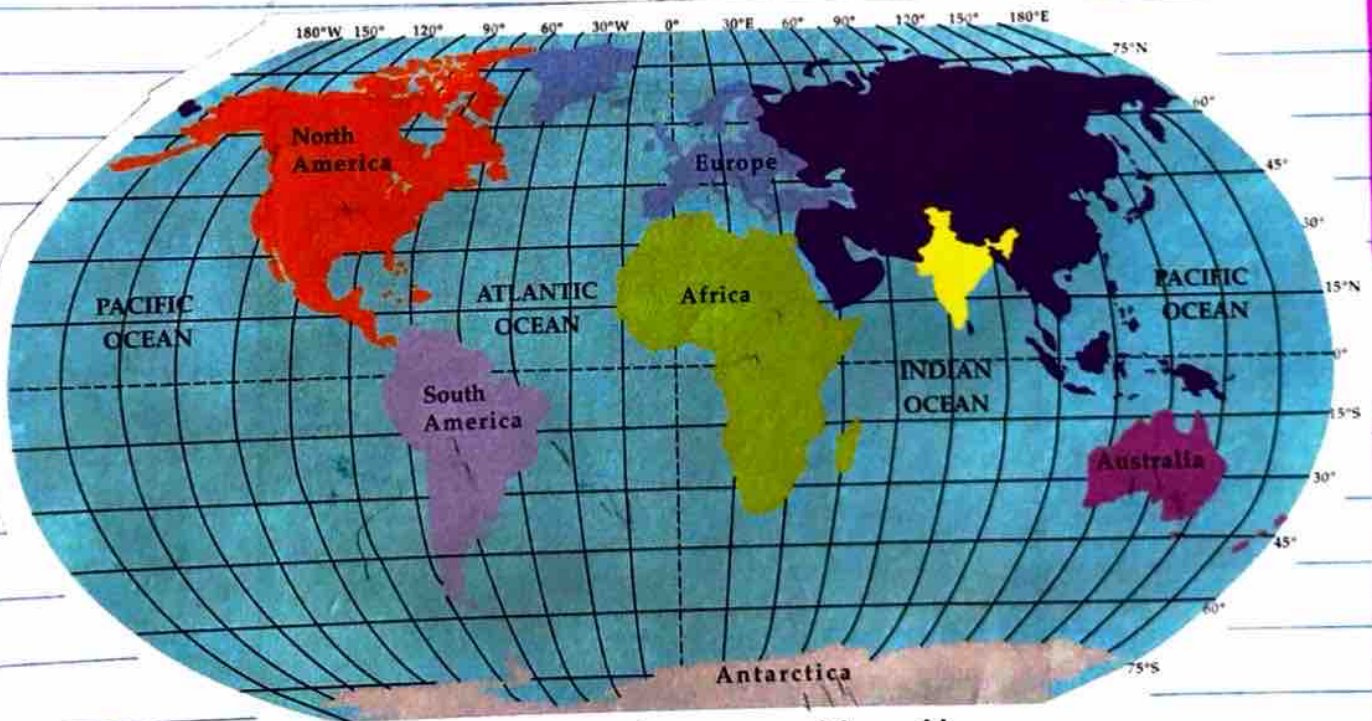 180°W 150° 120° 90° 60° 30°W 0° 30°E 60° 90° 120° 150° 180°E
75°N
60°
North
America
Europe
45°
30°
PACIFIC
OCEAN
ATLANTIC
OCEAN
Africa
PACIFIC
OCEAN
15°N
0°
INDIAN
OCEAN
South
America
15°S
Australia
30°
45°
60°
Antarctica
75°S